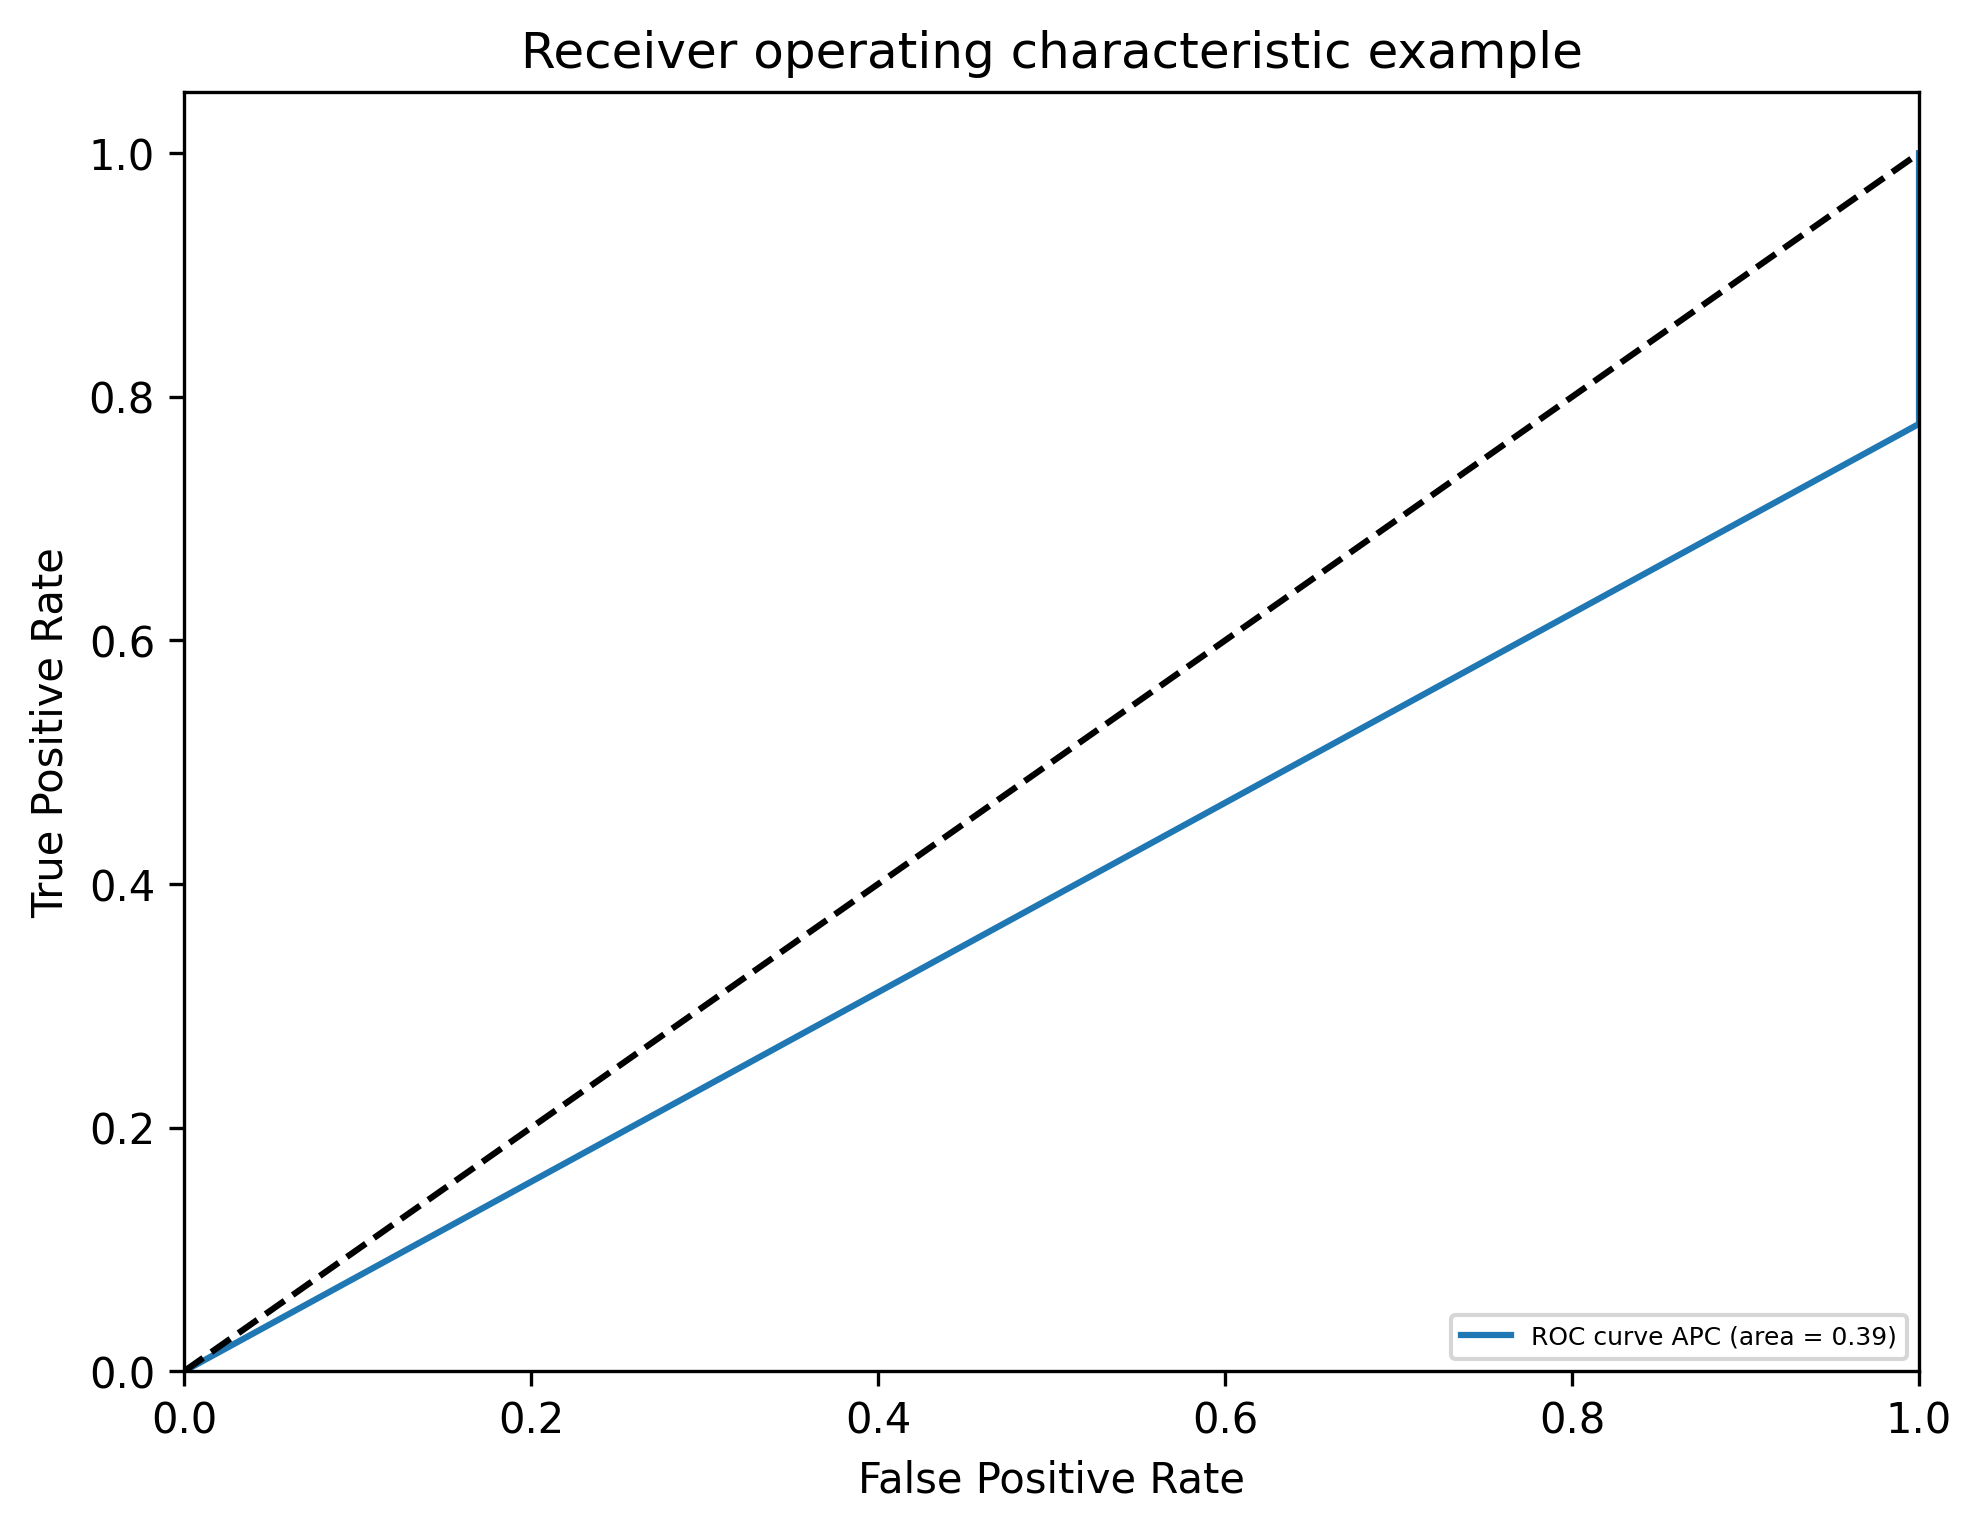 Receiver operating characteristic example
1.0
0.8
0.6
0.4
0.2
0.0
True Positive Rate
ROC curve APC (area = 0.39)
0.0 0.2 0.4 0.6 0.8 1.0
False Positive Rate